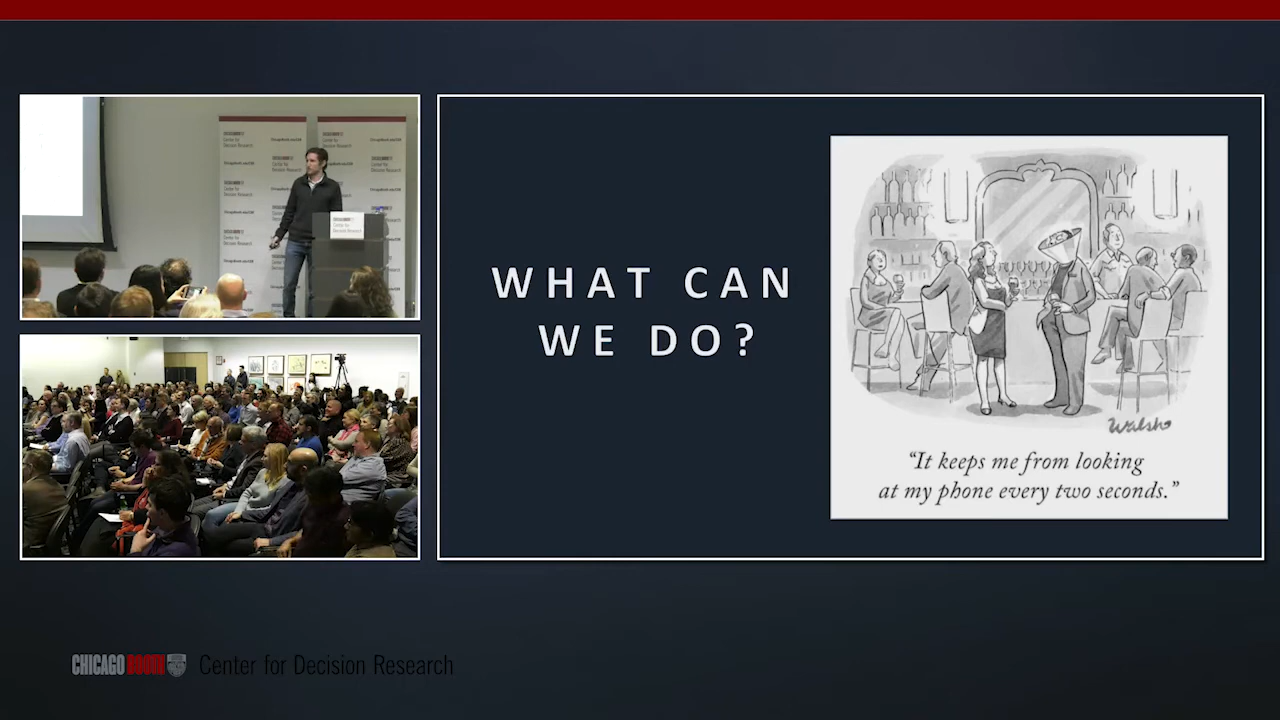 WHAT CAN
WE DO?
Walsh
“It keeps me from looking
at my phone every two seconds.”
CHICAGO BOOTH Center for Decision Research